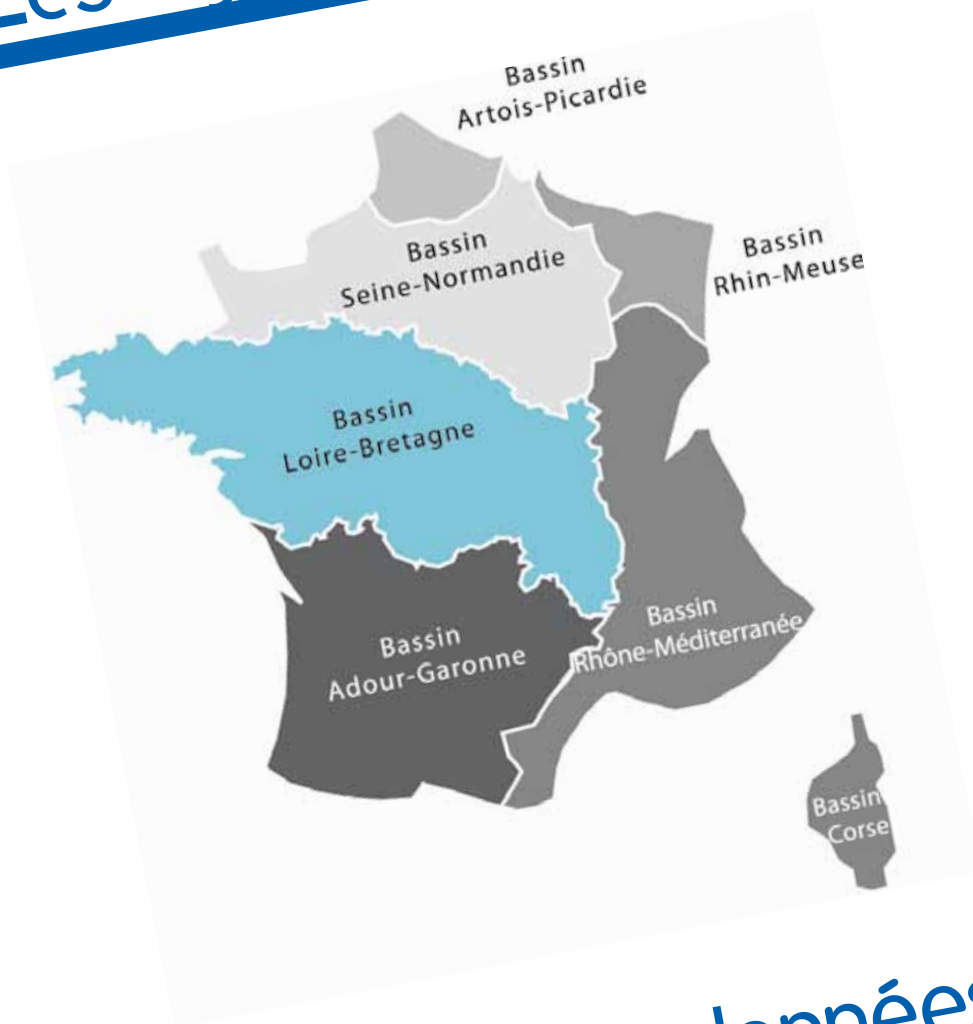 Les
Bassin
Artois-Picardie
Bassin
Rhin-Meuse
Bassin
Seine-Normandie
Bassin
Loire-Bretagne
Bassin
Rhône-Méditerranée
Bassin
Adour-Garonne
Bassin
Corse